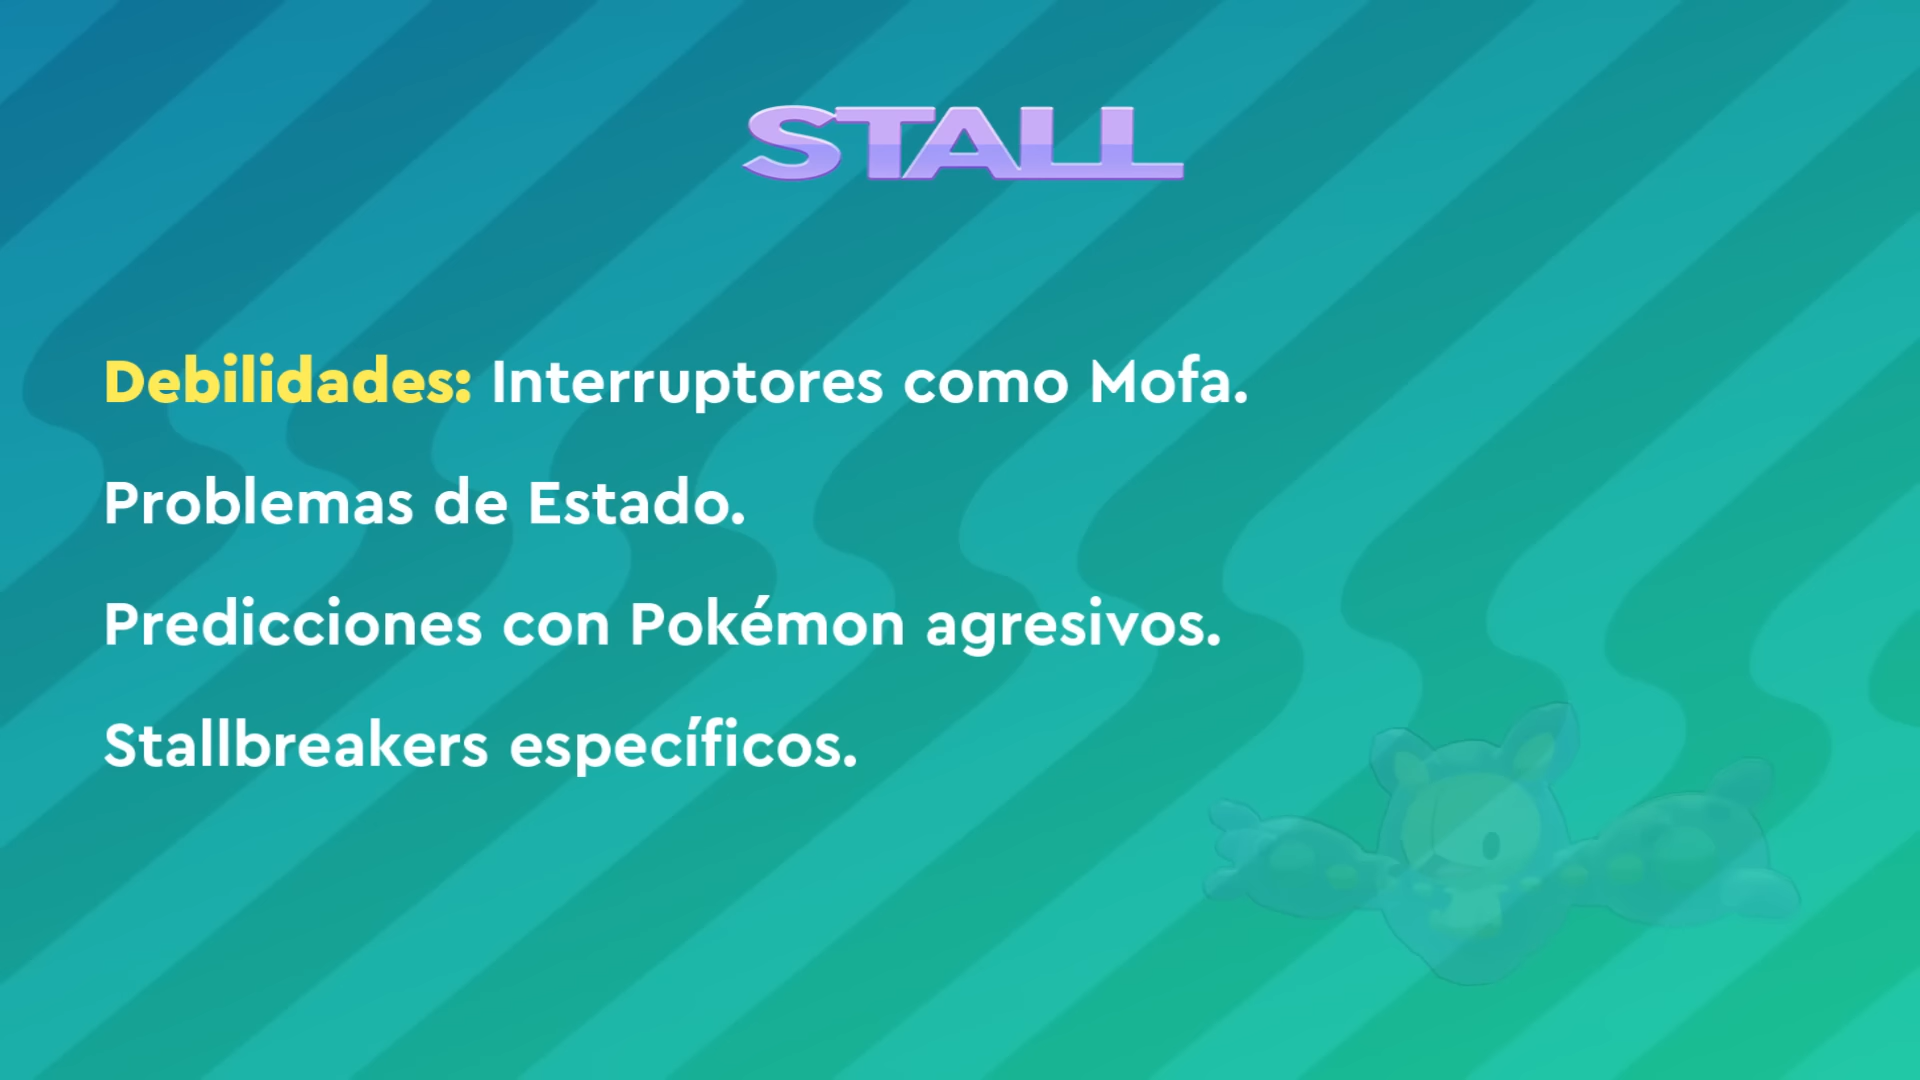 STALL
Debilidades: Interruptores como Mofa.
Problemas de Estado.
Predicciones con Pokémon agresivos.
Stallbreakers específicos.